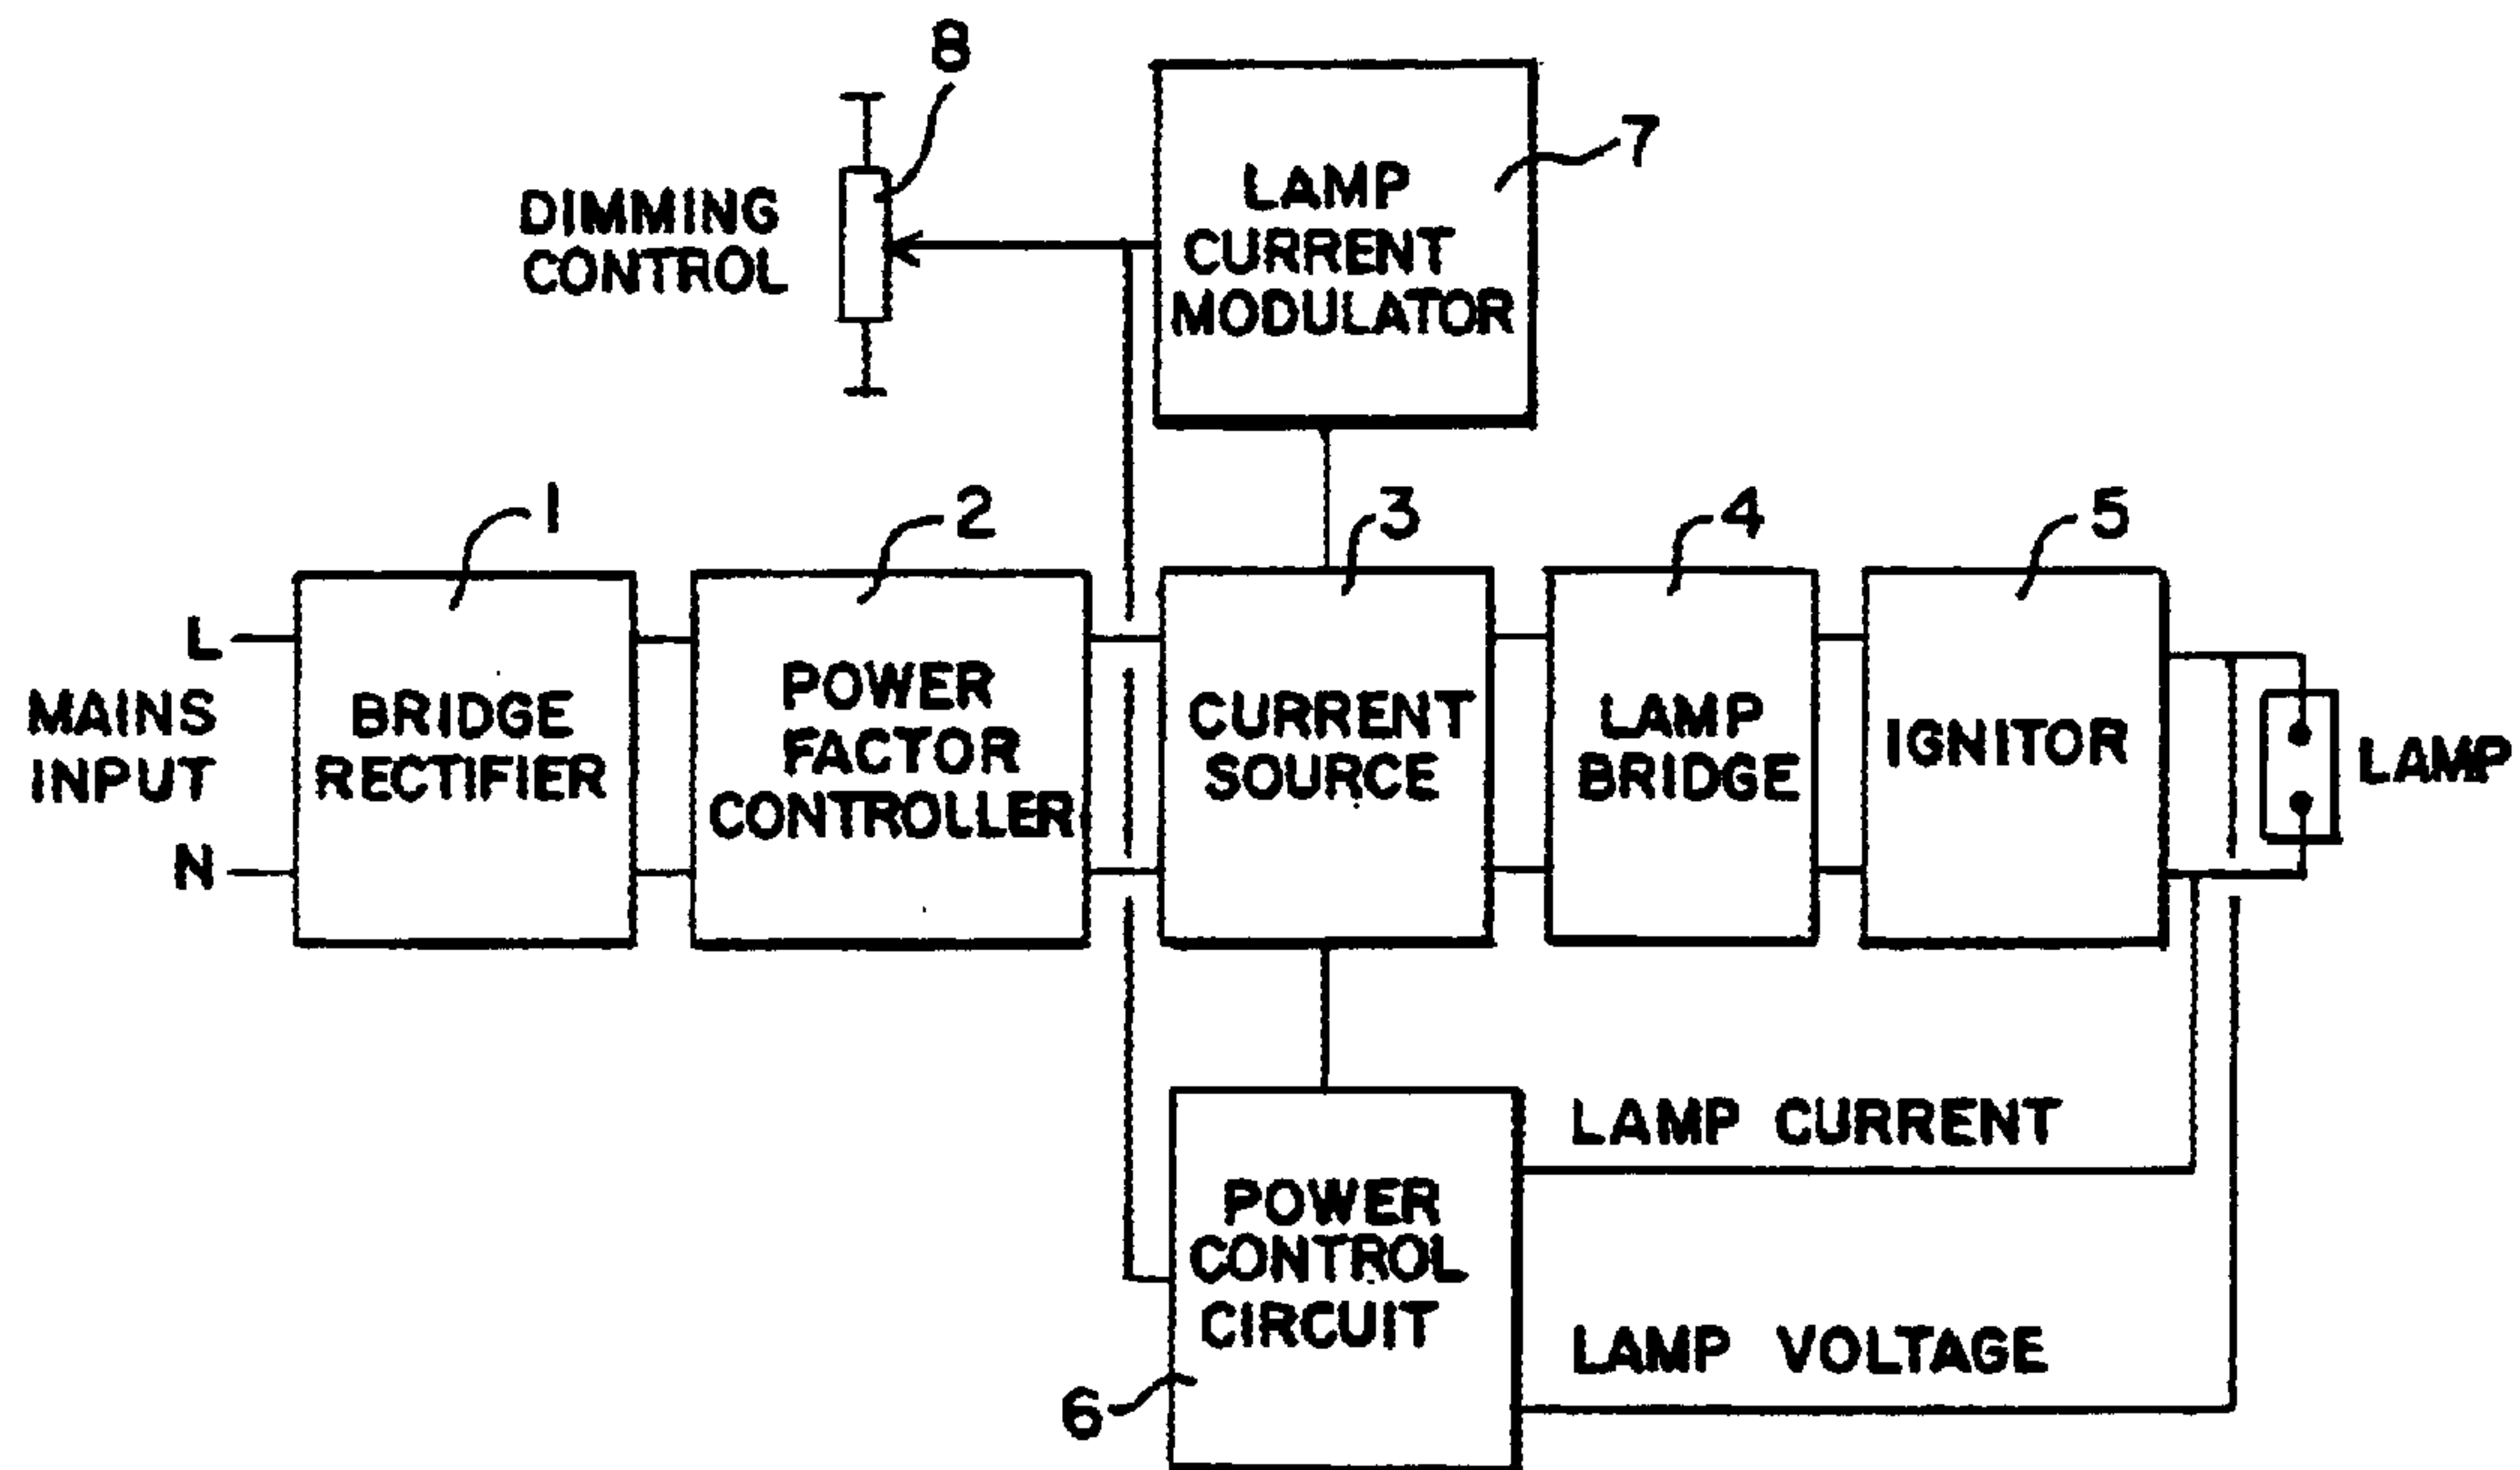 8
7
DIMMING
CONTROL
LAMP
CURRENT
MODULATOR
1
2
3
4
5
L
MAINS
INPUT
N
BRIDGE
RECTIFIER
POWER
FACTOR
CONTROLLER
CURRENT
SOURCE
LAMP
BRIDGE
IGNITOR
LAMP
POWER
CONTROL
CIRCUIT
6
LAMP CURRENT
LAMP VOLTAGE